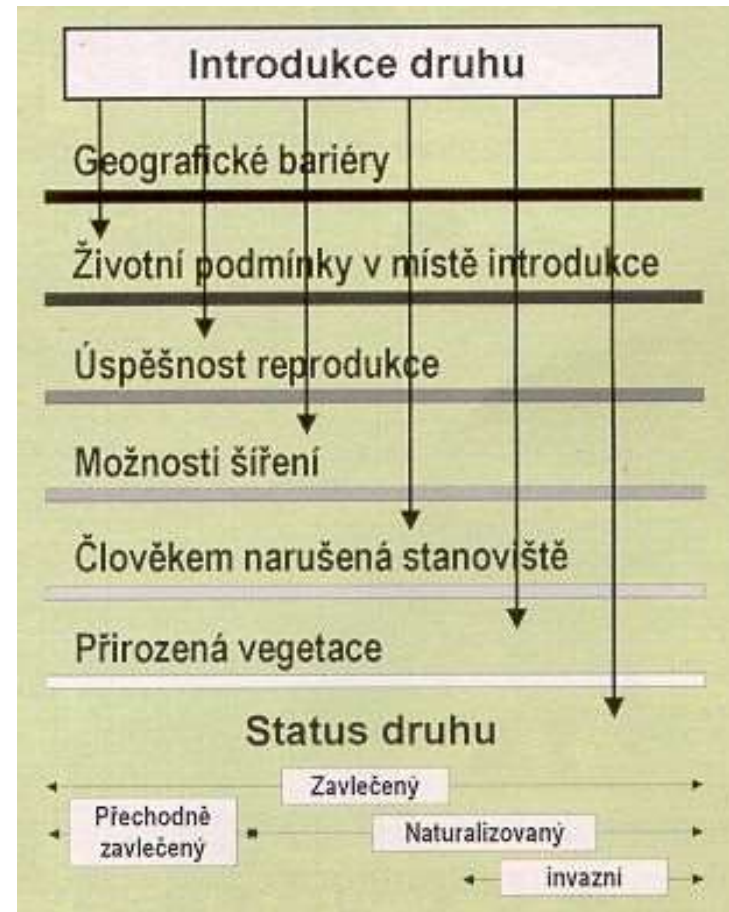 Introdukce druhu
Geografické bariéry
Životní podmínky v místě introdukce
Úspěšnost reprodukce
Možnosti šíření
Člověkem narušená stanoviště
Přirozená vegetace
Status druhu
Zavlečený
Přechodně
zavlečený
Naturalizovaný
invazní